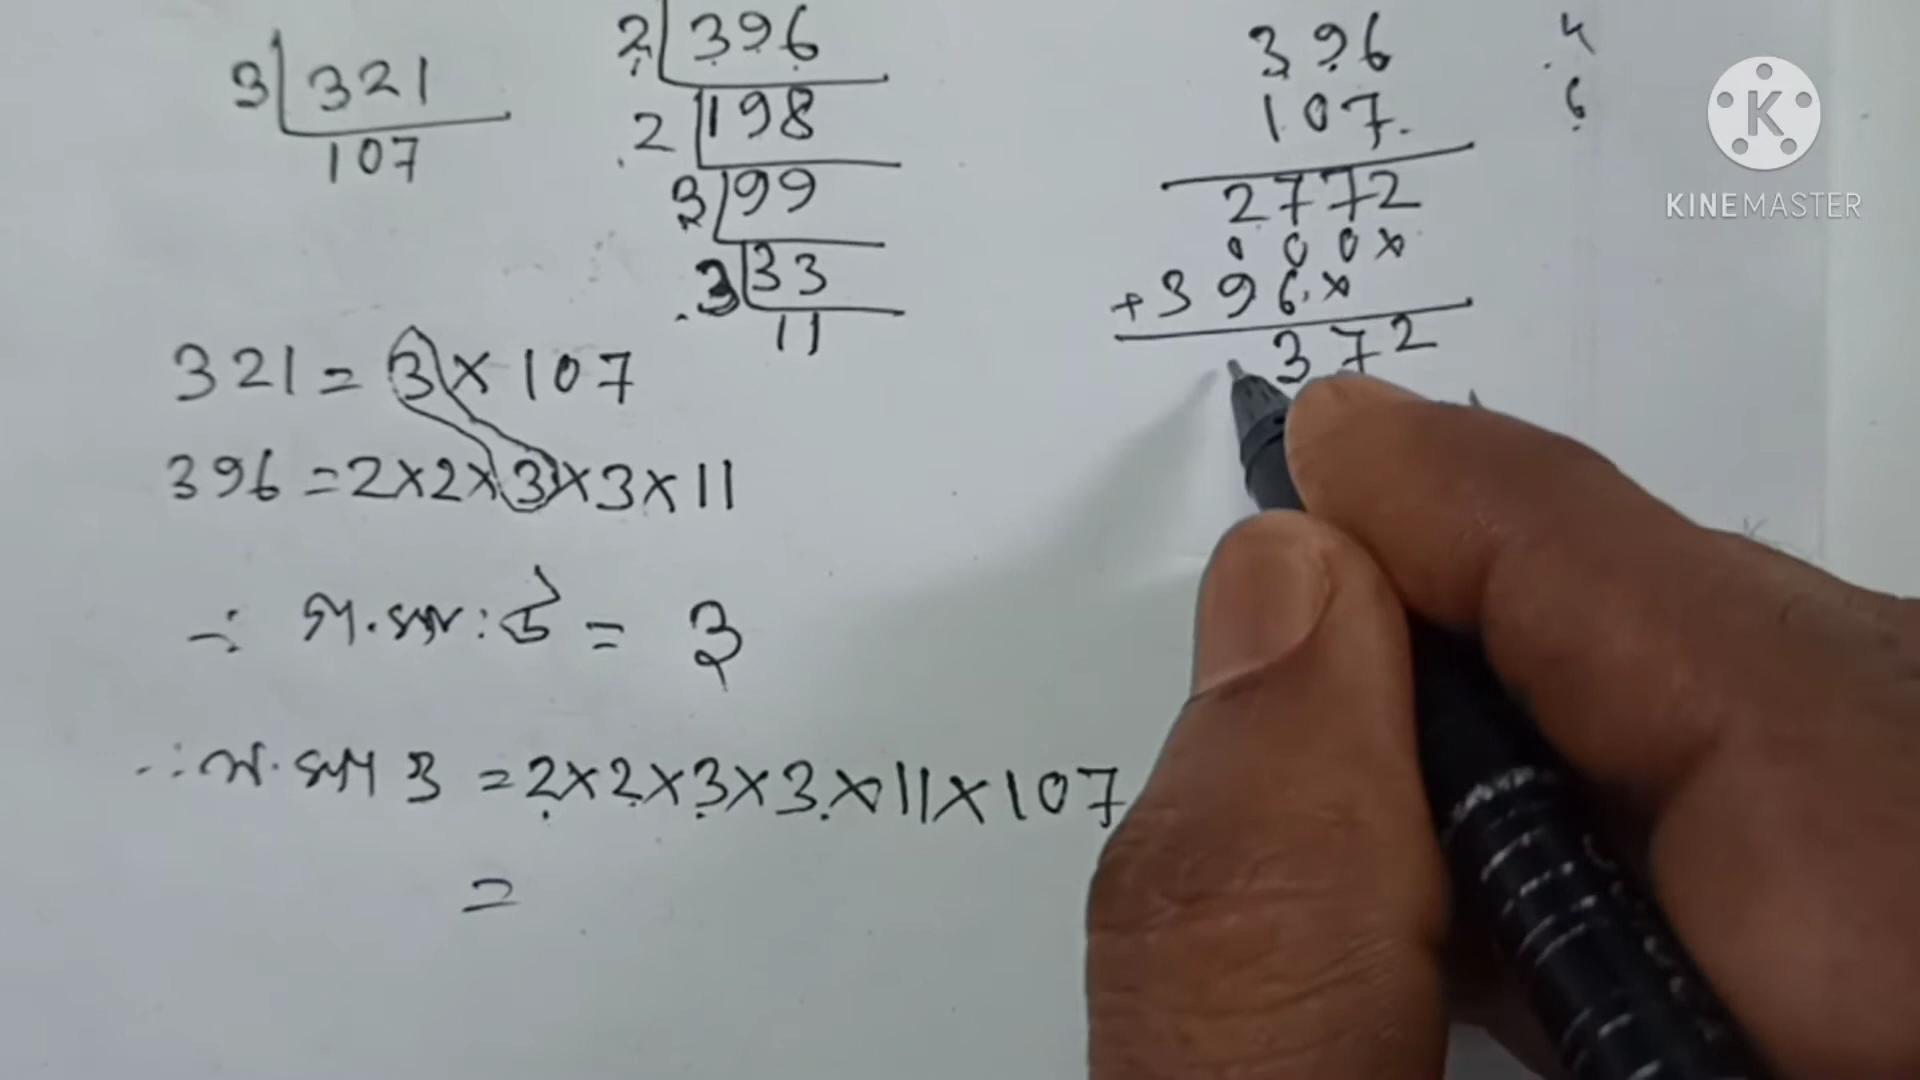 3 321
107
2 396
2 198
3 99
3 33
11
396
107
2772
000×
+396×
372
4
6
321 = 3 × 107
396 = 2×2×3×3×11
∴ গ.সা:উ = 3
∴ ল.সা গু = 2×2×3×3×11×107
=
K
KINEMASTER